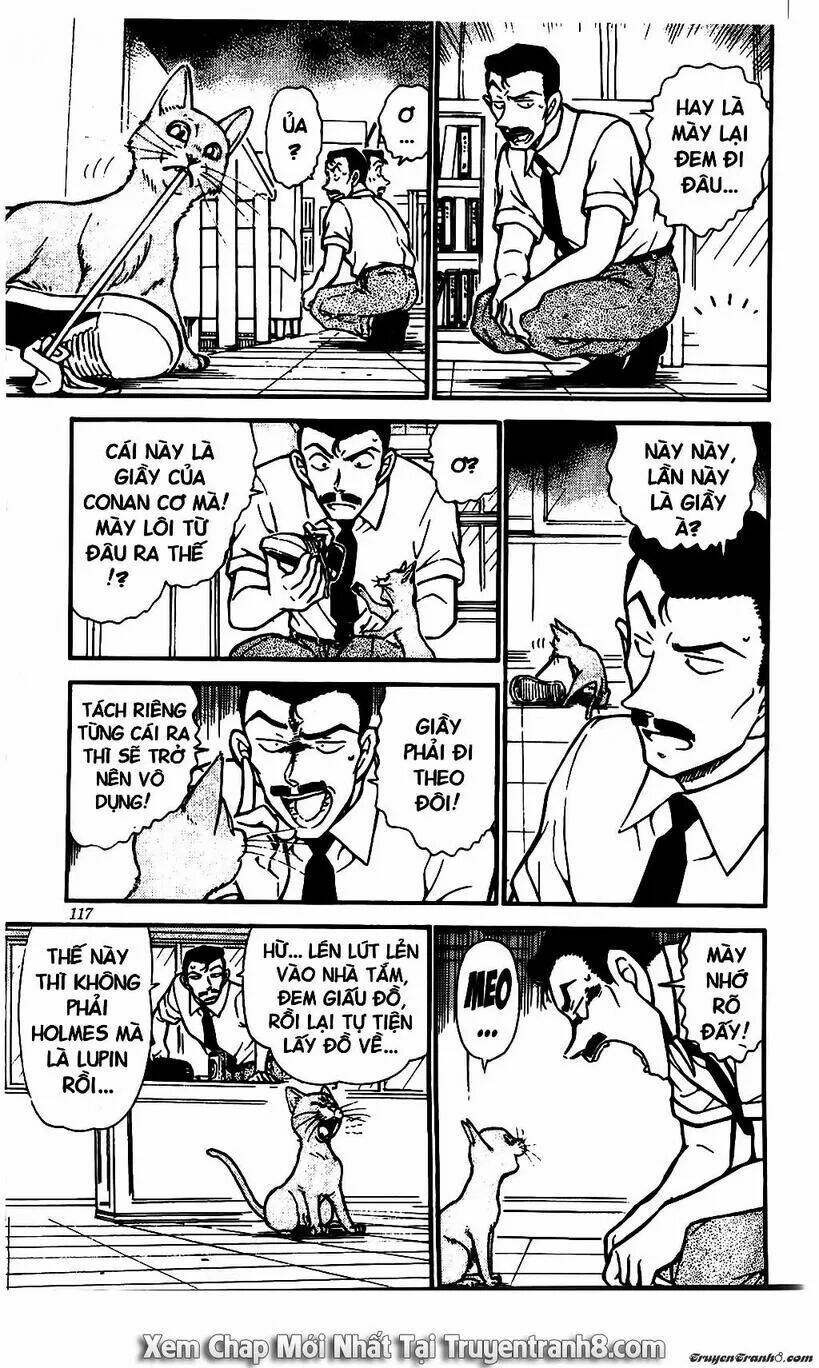 HAY LÀ
MÀY LẠI
ĐEM ĐI
ĐÂU...
Ơ
...
ỦA
?
NÀY NÀY,
LẦN NÀY
LÀ GIẦY
À?
Ơ?
CÁI NÀY LÀ
GIẦY CỦA
CONAN CƠ MÀ!
MÀY LÔI TỪ
ĐÂU RA THẾ
!?
GIẦY
PHẢI ĐI
THEO
ĐÔI!
TÁCH RIÊNG
TỪNG CÁI RA
THÌ SẼ TRỞ
NÊN VÔ
DỤNG!
117
MÀY
NHỚ
RÕ
ĐẤY!
MEO
...
HỪ... LÉN LÚT LẺN
VÀO NHÀ TẮM,
ĐEM GIẤU ĐỒ,
RỒI LẠI TỰ TIỆN
LẤY ĐỒ VỀ...
THẾ NÀY
THÌ KHÔNG
PHẢI
HOLMES MÀ
LÀ LUPIN
RỒI...
Xem Chap Mới Nhất Tại Truyentranh8.com
TruyenTranh8.com
TruyenTranh8.com